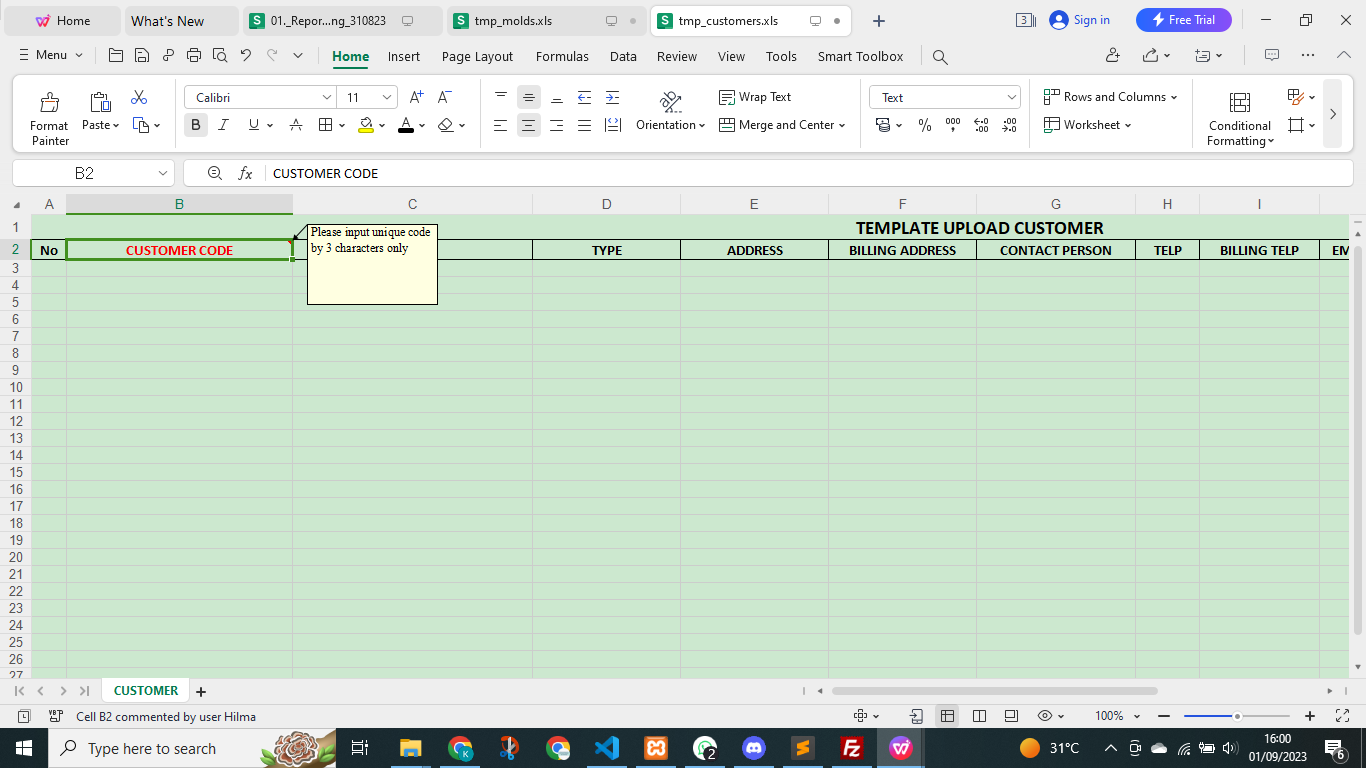 Home
What's New
01._Repor...ng_310823
tmp_molds.xls
tmp_customers.xls
3
Sign in
Free Trial
Menu
Home
Insert
Page Layout
Formulas
Data
Review
View
Tools
Smart Toolbox
Format Painter
Paste
Calibri
11
Orientation
Wrap Text
Merge and Center
Text
Rows and Columns
Worksheet
Conditional Formatting
B2
fx
CUSTOMER CODE
A B C D E F G H I
1 TEMPLATE UPLOAD CUSTOMER
2 No CUSTOMER CODE TYPE ADDRESS BILLING ADDRESS CONTACT PERSON TELP BILLING TELP EM
Please input unique code
by 3 characters only
3
4
5
6
7
8
9
10
11
12
13
14
15
16
17
18
19
20
21
22
23
24
25
26
27
CUSTOMER
Cell B2 commented by user Hilma
100%
Type here to search
2
31°C
16:00
01/09/2023
6